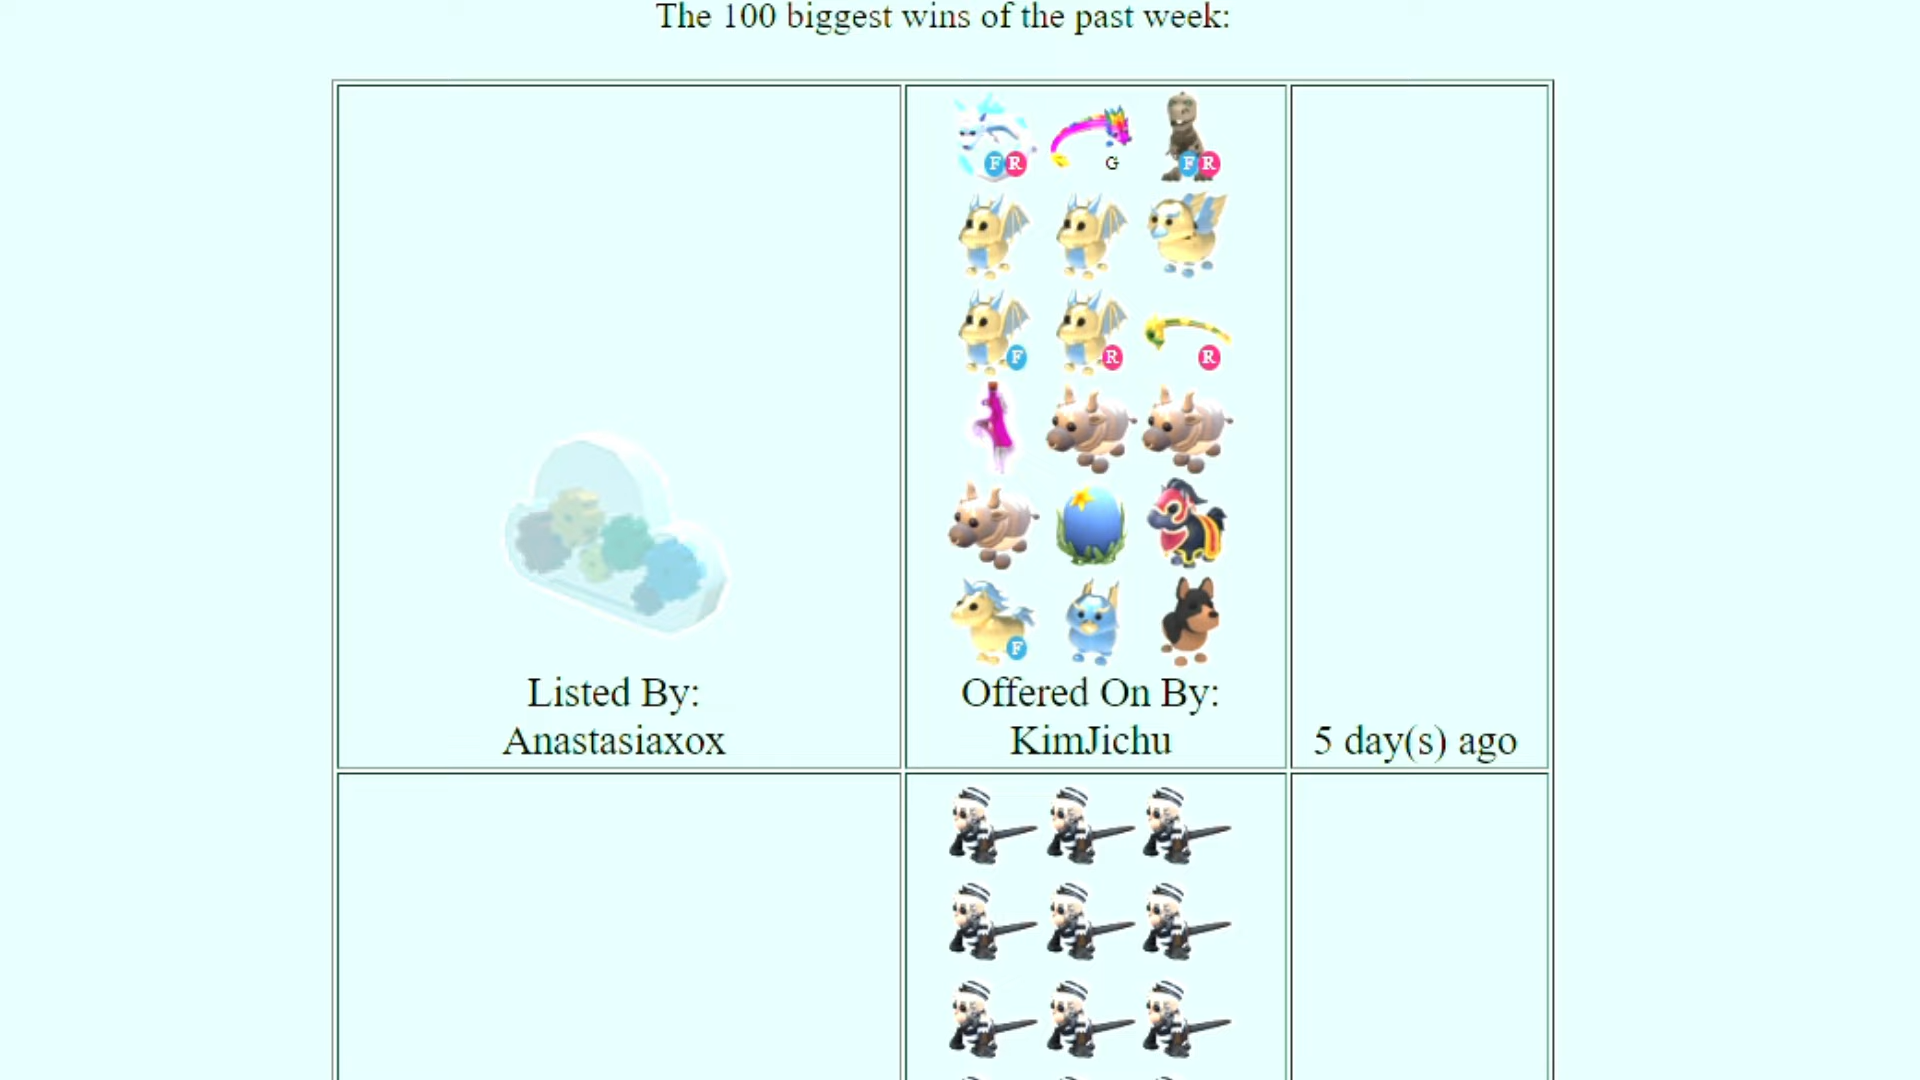 The 100 biggest wins of the past week:
F R G F R
F R R
F
Listed By:
Anastasiaxox
Offered On By:
KimJichu
5 day(s) ago